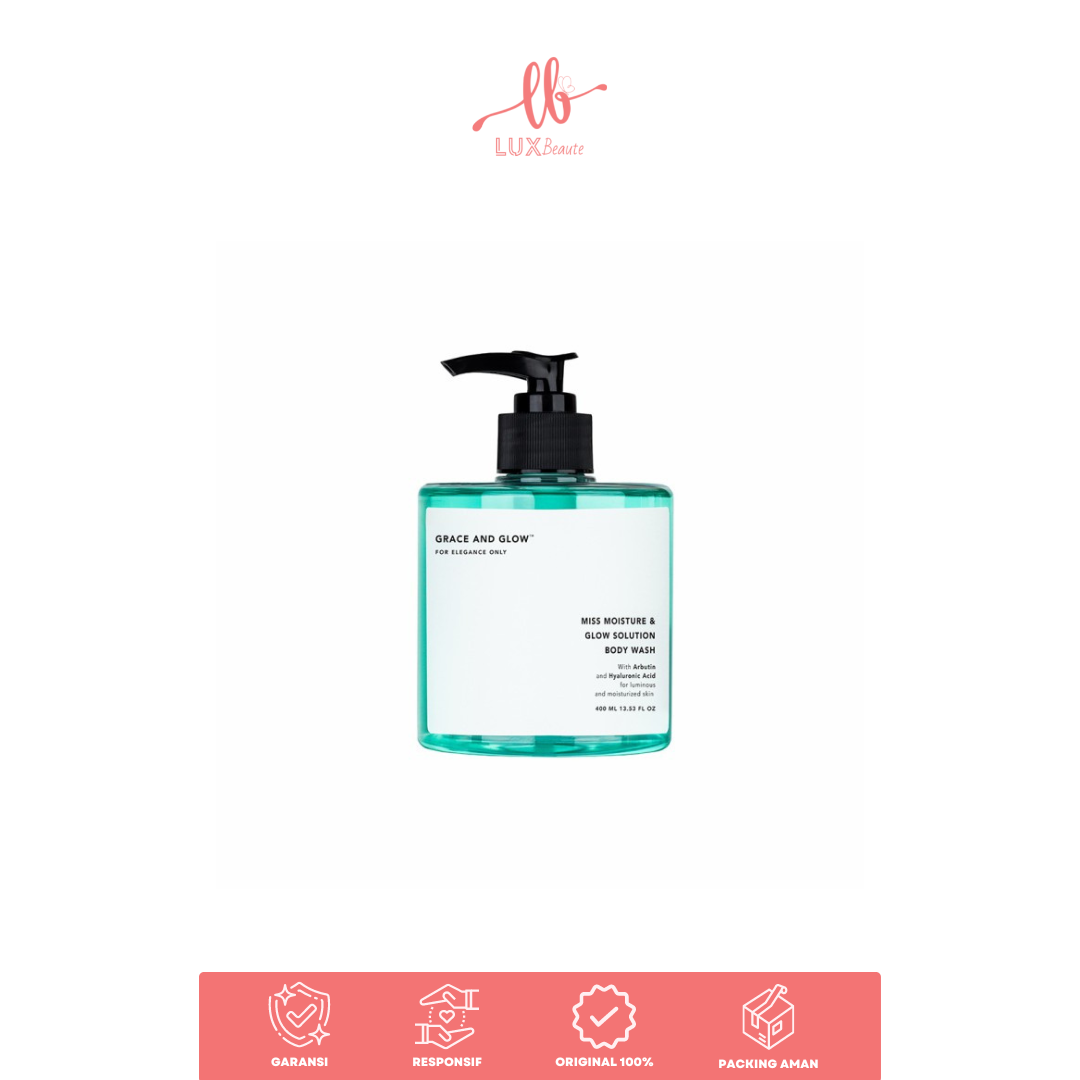 lb
LUX Beaute
GRACE AND GLOW™
FOR ELEGANCE ONLY
MISS MOISTURE &
GLOW SOLUTION
BODY WASH
With Arbutin
and Hyaluronic Acid
for luminous
and moisturized skin
400 ML 13.53 FL OZ
GARANSI
RESPONSIF
ORIGINAL 100%
PACKING AMAN